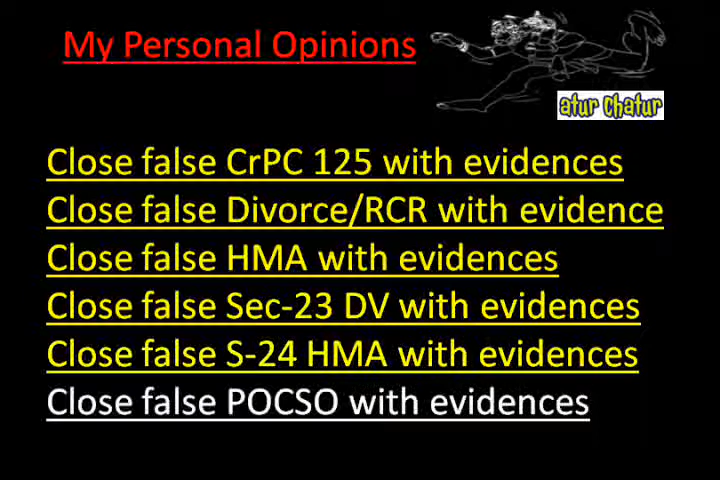 My Personal Opinions
atur Chatur
Close false CrPC 125 with evidences
Close false Divorce/RCR with evidence
Close false HMA with evidences
Close false Sec-23 DV with evidences
Close false S-24 HMA with evidences
Close false POCSO with evidences